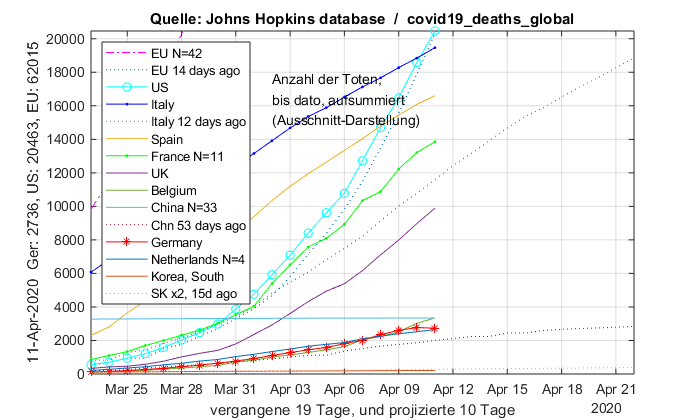 Quelle: Johns Hopkins database / covid19_deaths_global
11-Apr-2020 Ger: 2736, US: 20463, EU: 62015
20000
18000
16000
14000
12000
10000
8000
6000
4000
2000
0
EU N=42
EU 14 days ago
US
Italy
Italy 12 days ago
Spain
France N=11
UK
Belgium
China N=33
Chn 53 days ago
Germany
Netherlands N=4
Korea, South
SK x2, 15d ago
Anzahl der Toten,
bis dato, aufsummiert
(Ausschnitt-Darstellung)
Mar 25 Mar 28 Mar 31 Apr 03 Apr 06 Apr 09 Apr 12 Apr 15 Apr 18 Apr 21
2020
vergangene 19 Tage, und projizierte 10 Tage